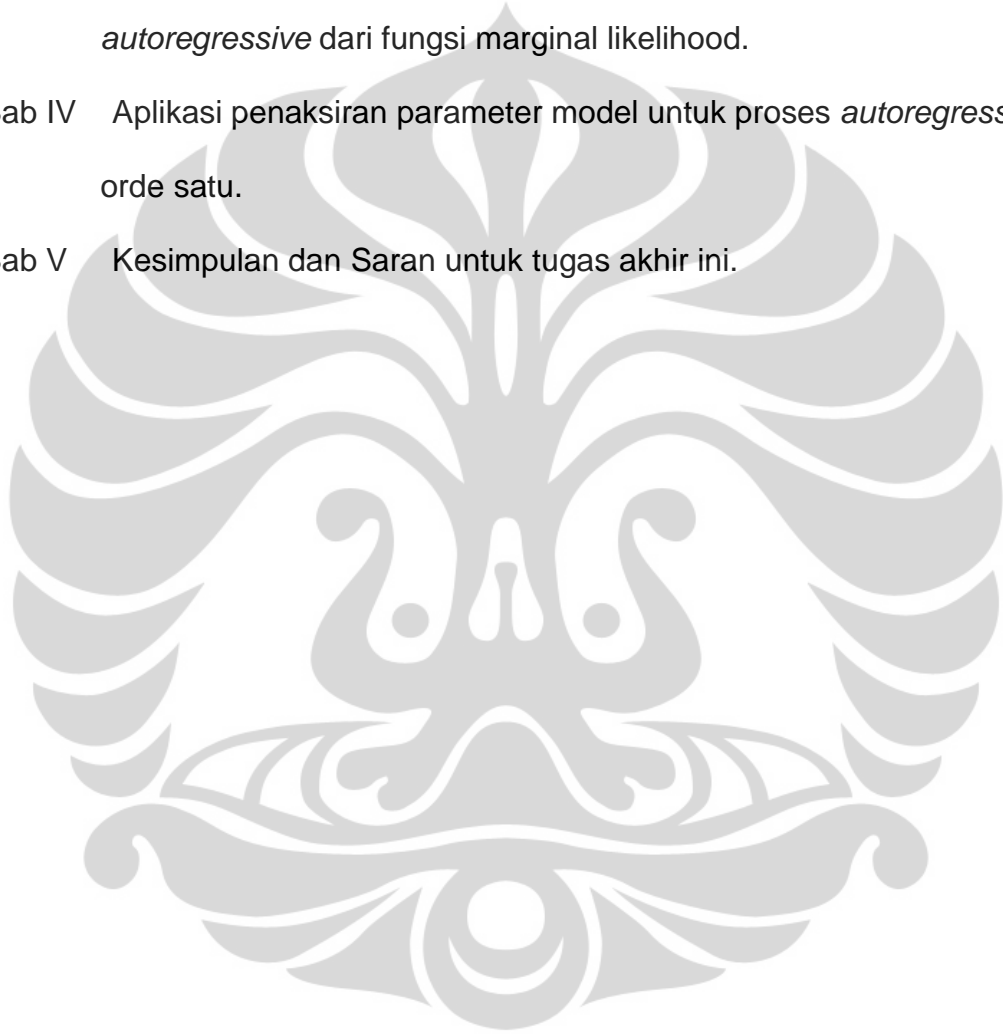 autoregressive dari fungsi marginal likelihood.
ab IV Aplikasi penaksiran parameter model untuk proses autoregress
orde satu.
ab V Kesimpulan dan Saran untuk tugas akhir ini.